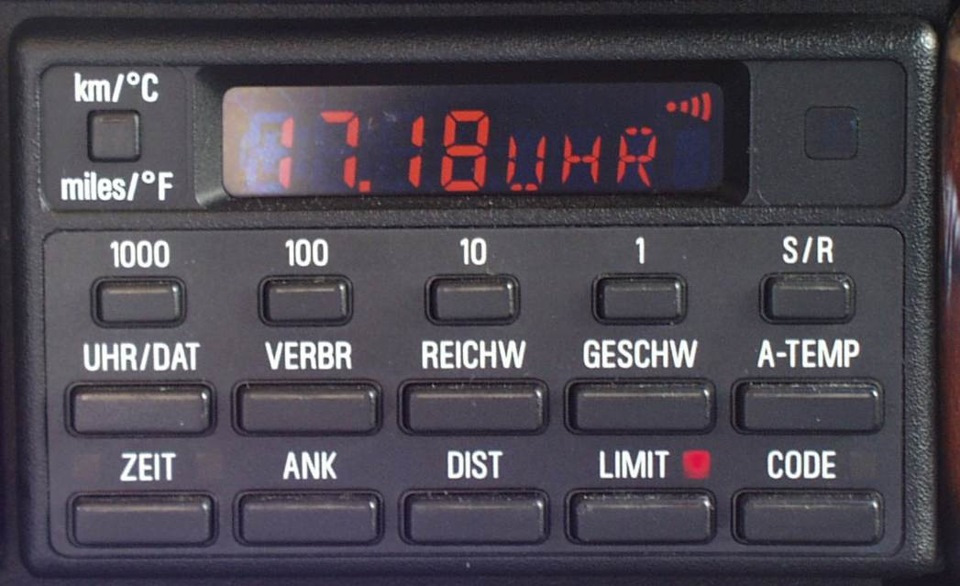 km/°C
17.18 UHR
miles/°F
1000 100 10 1 S/R
UHR/DAT VERBR REICHW GESCHW A-TEMP
ZEIT ANK DIST LIMIT CODE